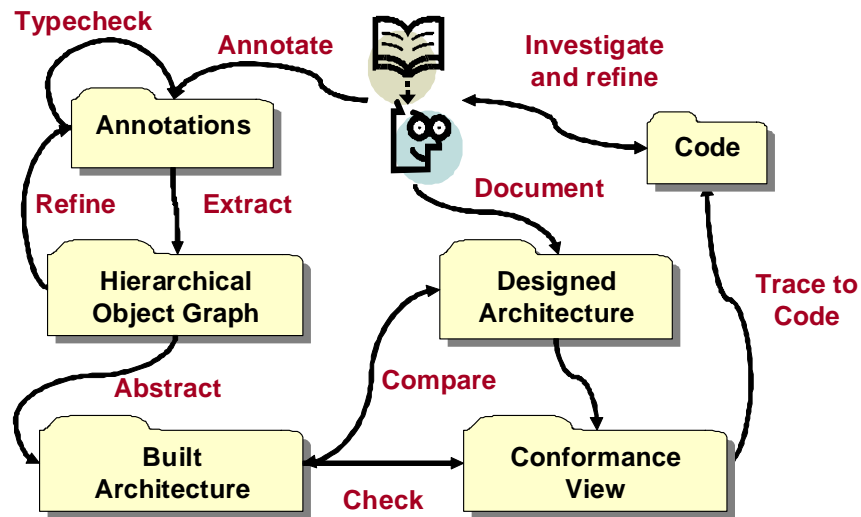 Typecheck
Annotate
Investigate
and refine
Annotations
Code
Refine
Extract
Document
Hierarchical
Object Graph
Designed
Architecture
Trace to
Code
Abstract
Compare
Built
Architecture
Conformance
View
Check